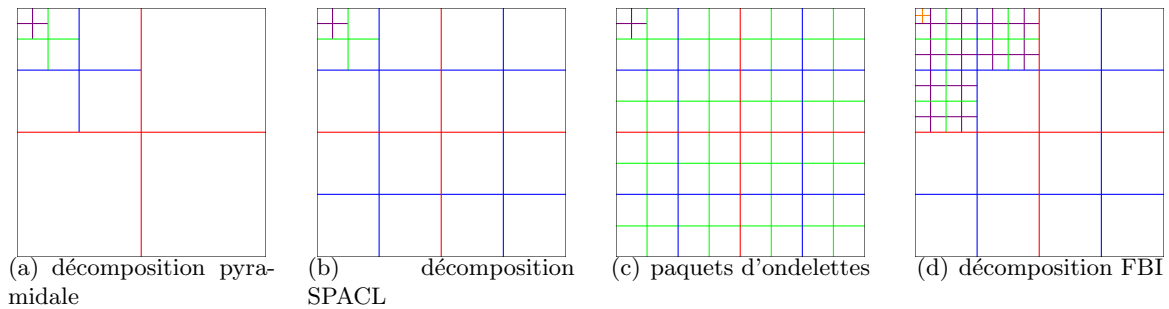 (a) décomposition pyra-
midale
(b) décomposition
SPACL
(c) paquets d'ondelettes
(d) décomposition FBI